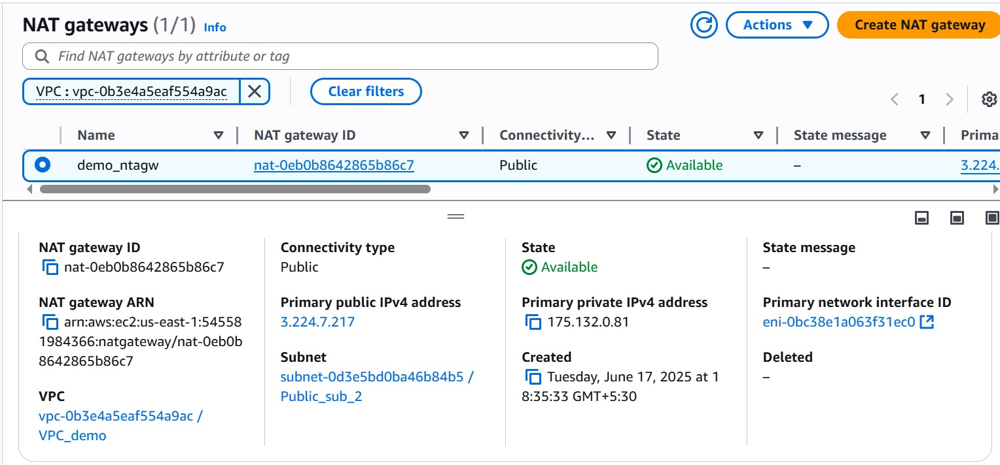 NAT gateways (1/1) Info
Actions
Create NAT gateway
Find NAT gateways by attribute or tag
VPC : vpc-0b3e4a5eaf554a9ac
Clear filters
1
Name NAT gateway ID Connectivity... State State message Prima
demo_ntagw nat-0eb0b8642865b86c7 Public Available – 3.224.
NAT gateway ID
nat-0eb0b8642865b86c7
NAT gateway ARN
arn:aws:ec2:us-east-1:54558
1984366:natgateway/nat-0eb0b
8642865b86c7
VPC
vpc-0b3e4a5eaf554a9ac /
VPC_demo
Connectivity type
Public
Primary public IPv4 address
3.224.7.217
Subnet
subnet-0d3e5bd0ba46b84b5 /
Public_sub_2
State
Available
Primary private IPv4 address
175.132.0.81
Created
Tuesday, June 17, 2025 at 1
8:35:33 GMT+5:30
State message
–
Primary network interface ID
eni-0bc38e1a063f31ec0
Deleted
–